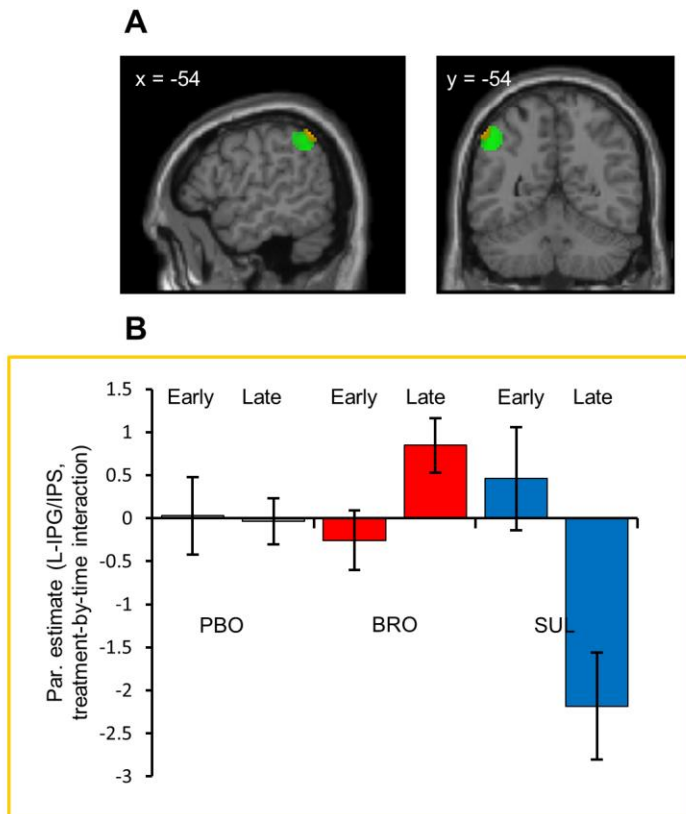 A
x = -54
y = -54
B
Par. estimate (L-IPG/IPS,
treatment-by-time interaction)
1.5
1
0.5
0
-0.5
-1
-1.5
-2
-2.5
-3
Early Late Early Late Early Late
PBO BRO SUL